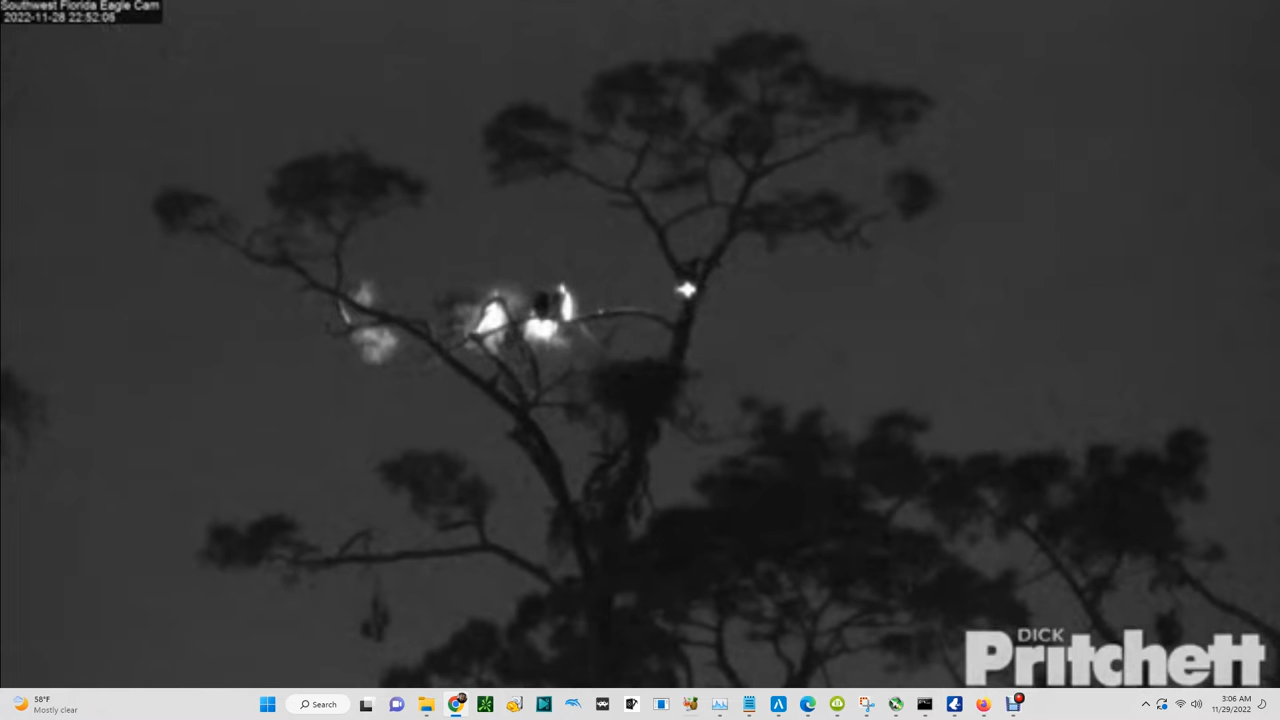 Southwest Florida Eagle Cam
2022-11-28 22:52:06
DICK
Pritchett
58°F
Mostly clear
Search
3:06 AM
11/29/2022